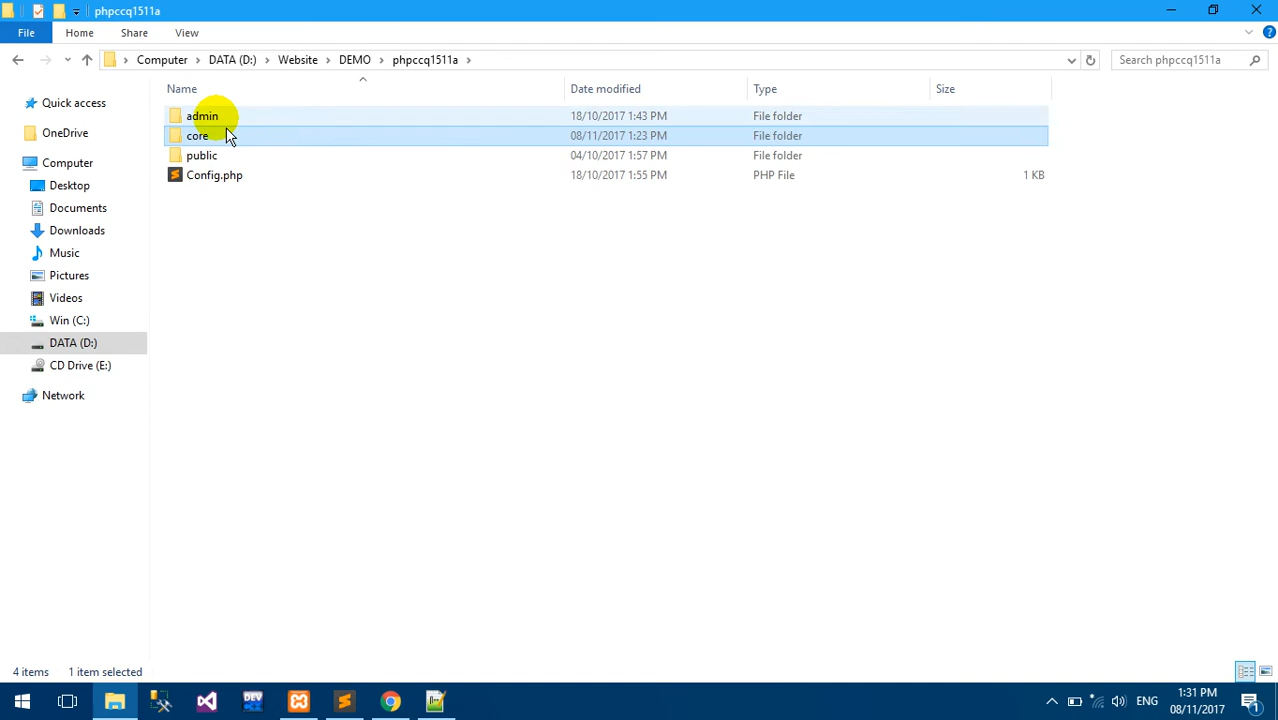 phpccq1511a
File Home Share View
Computer DATA (D:) Website DEMO phpccq1511a Search phpccq1511a
Name Date modified Type Size
Quick access
OneDrive
Computer
Desktop
Documents
Downloads
Music
Pictures
Videos
Win (C:)
DATA (D:)
CD Drive (E:)
Network
admin 18/10/2017 1:43 PM File folder
core 08/11/2017 1:23 PM File folder
public 04/10/2017 1:57 PM File folder
Config.php 18/10/2017 1:55 PM PHP File 1 KB
4 items 1 item selected
DEV
ENG
1:31 PM
08/11/2017
1